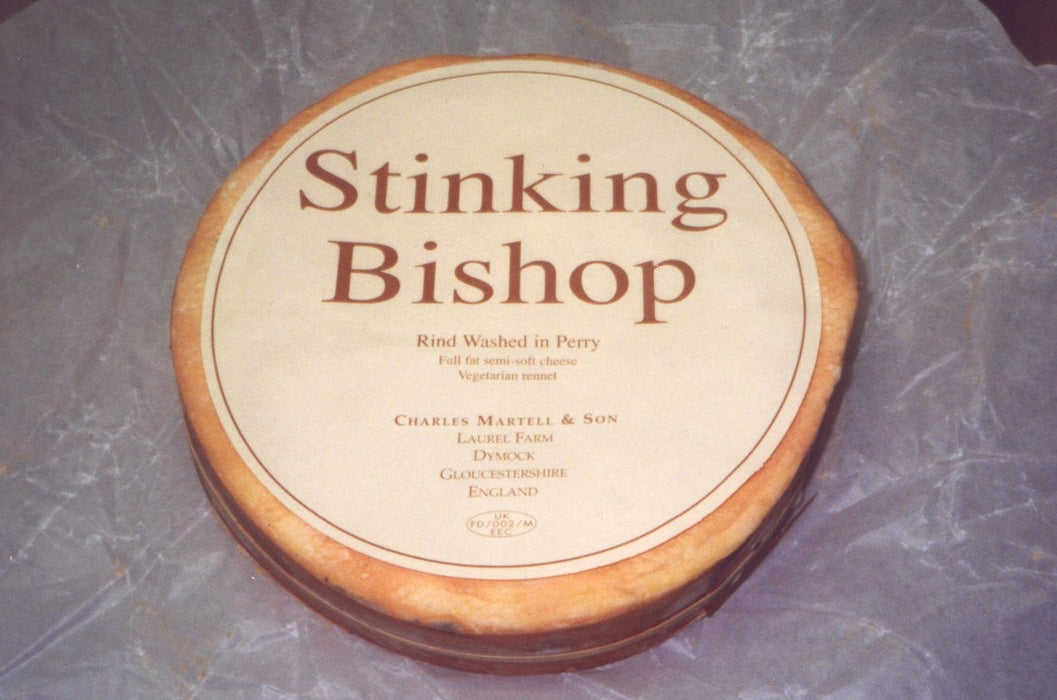 Stinking
Bishop
Rind Washed in Perry
Full fat semi-soft cheese
Vegetarian rennet
CHARLES MARTELL & SON
LAUREL FARM
DYMOCK
GLOUCESTERSHIRE
ENGLAND
UK
FD/002/M
EEC